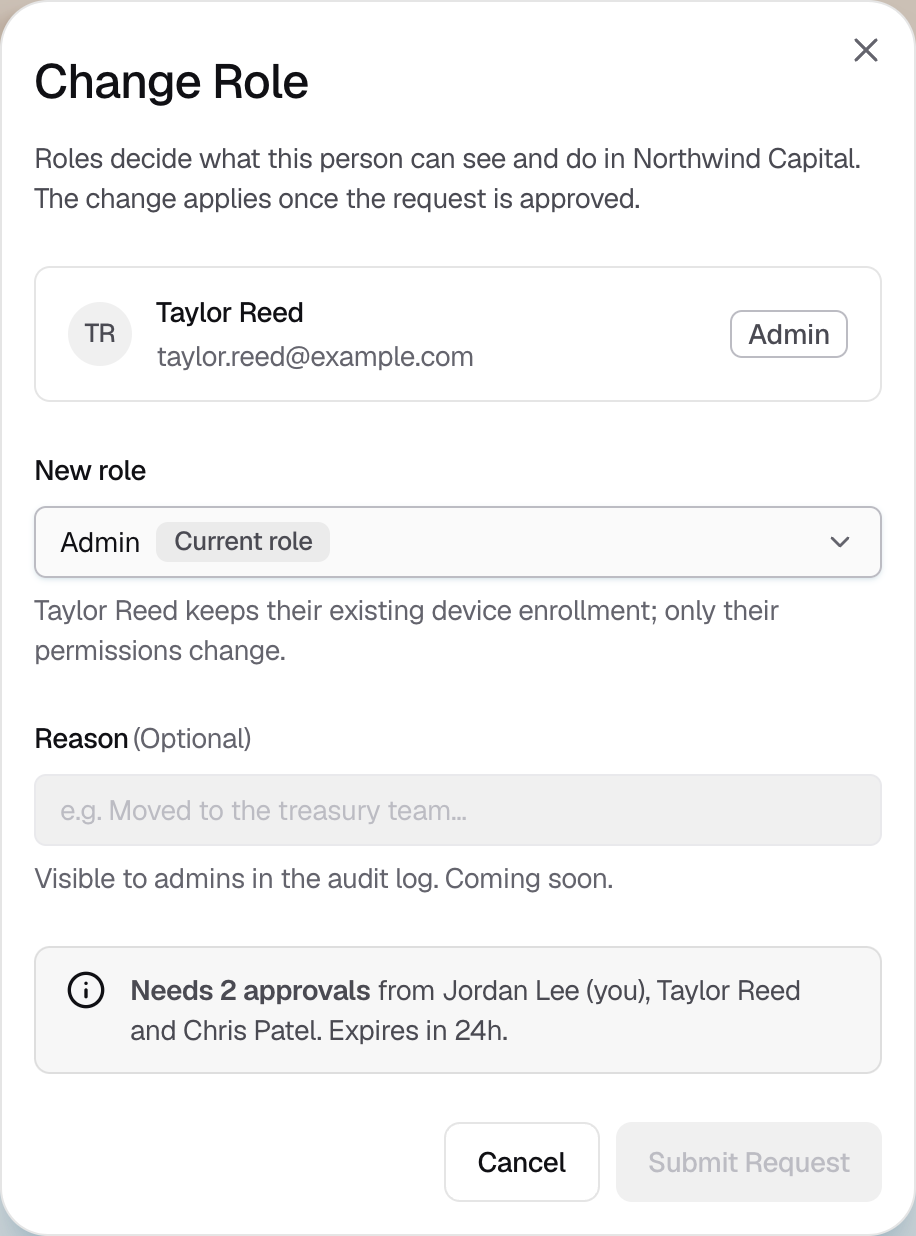 Change Role
Roles decide what this person can see and do in Northwind Capital.
The change applies once the request is approved.
TR
Taylor Reed
taylor.reed@example.com
Admin
New role
Admin Current role
Taylor Reed keeps their existing device enrollment; only their
permissions change.
Reason (Optional)
e.g. Moved to the treasury team...
Visible to admins in the audit log. Coming soon.
Needs 2 approvals from Jordan Lee (you), Taylor Reed
and Chris Patel. Expires in 24h.
Cancel
Submit Request